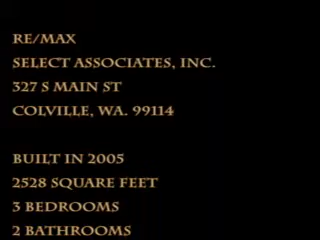 RE/MAX
SELECT ASSOCIATES, INC.
327 S MAIN ST
COLVILLE, WA. 99114
BUILT IN 2005
2528 SQUARE FEET
3 BEDROOMS
2 BATHROOMS